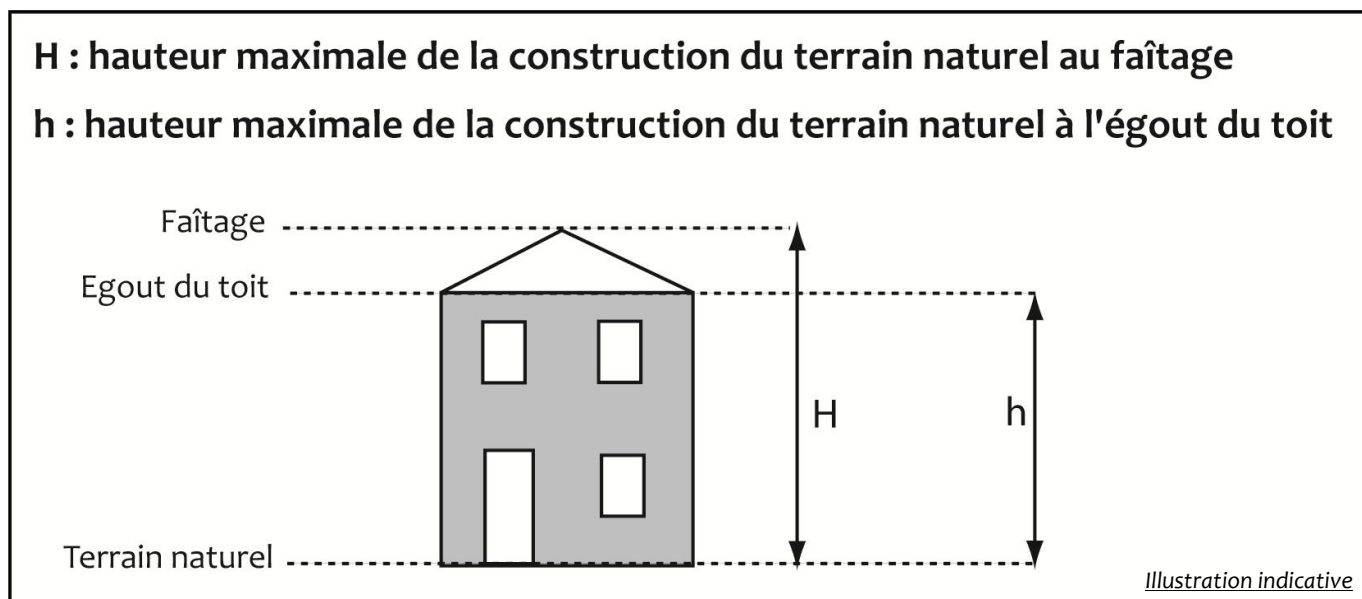 H : hauteur maximale de la construction du terrain naturel au faîtage
h : hauteur maximale de la construction du terrain naturel à l'égout du toit
Faîtage
Egout du toit
H
h
Terrain naturel
Illustration indicative